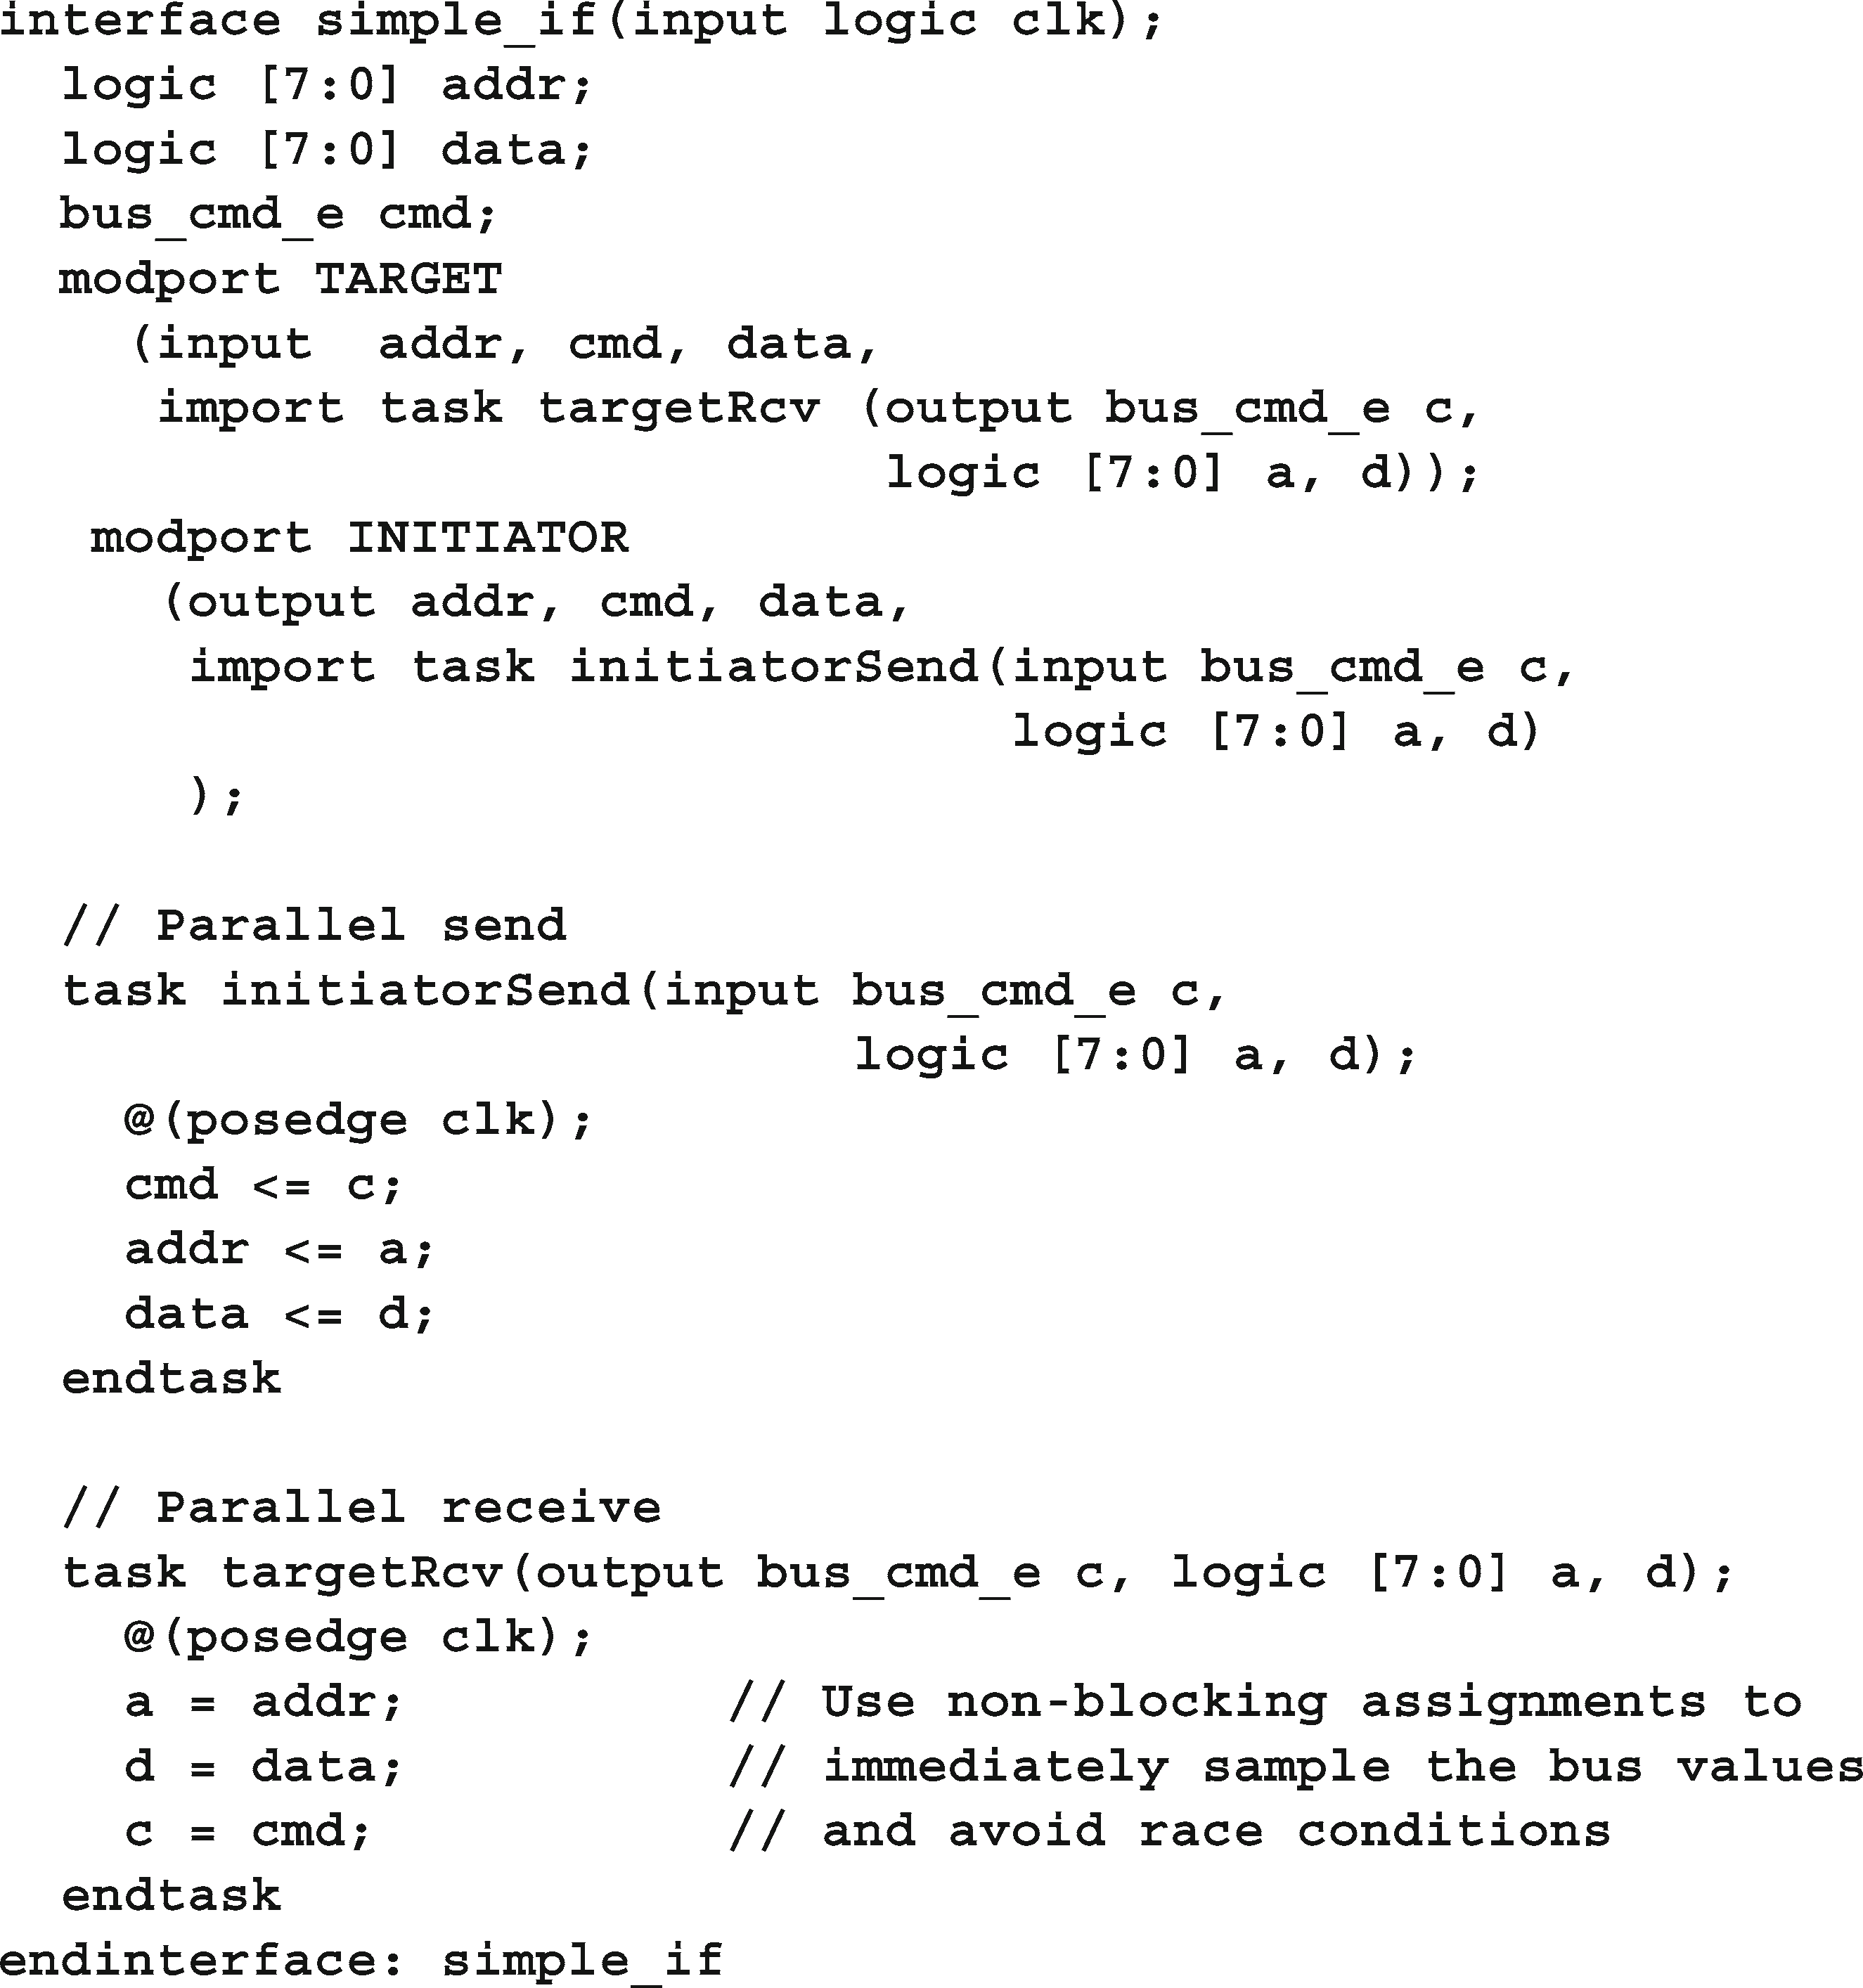 interface simple_if(input logic clk);
  logic [7:0] addr;
  logic [7:0] data;
  bus_cmd_e cmd;
  modport TARGET
    (input  addr, cmd, data,
     import task targetRcv (output bus_cmd_e c,
                            logic [7:0] a, d));
   modport INITIATOR
     (output addr, cmd, data,
      import task initiatorSend(input bus_cmd_e c,
                                logic [7:0] a, d)
      );

  // Parallel send
  task initiatorSend(input bus_cmd_e c,
                           logic [7:0] a, d);
    @(posedge clk);
    cmd <= c;
    addr <= a;
    data <= d;
  endtask

  // Parallel receive
  task targetRcv(output bus_cmd_e c, logic [7:0] a, d);
    @(posedge clk);
    a = addr;          // Use non-blocking assignments to
    d = data;          // immediately sample the bus values
    c = cmd;           // and avoid race conditions
  endtask
endinterface: simple_if